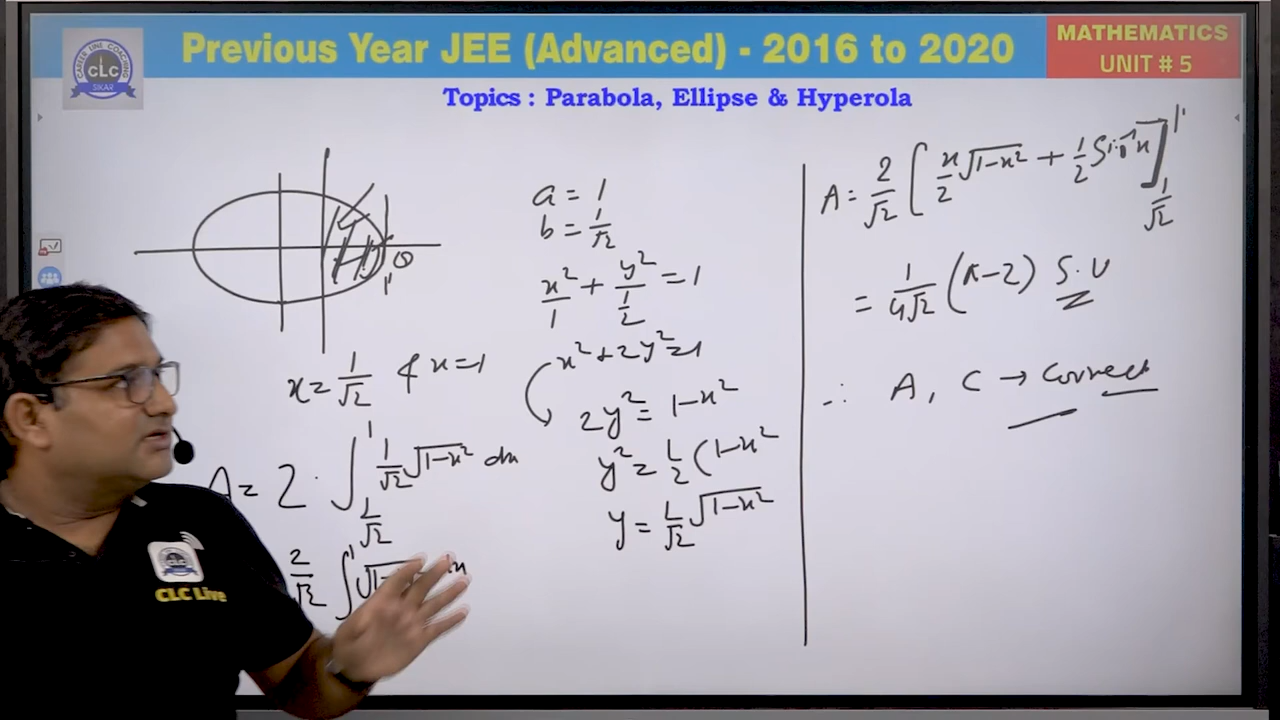 Previous Year JEE (Advanced) - 2016 to 2020
MATHEMATICS
UNIT # 5
CAREER LINE COACHING
CLC
SIKAR
Topics : Parabola, Ellipse & Hyperola
a = 1
b = 1/√2
x²/1 + y²/(1/2) = 1
x² + 2y² = 1
2y² = 1-x²
y² = 1/2 (1-x²
y = 1/√2 √1-x²
x = 1/√2 & x = 1
A = 2 · ∫_{1/√2}^{1} 1/√2 √1-x² dx
2/√2 ∫
A = 2/√2 [ x/2 √1-x² + 1/2 Sin⁻¹x ]_{1/√2}^{1}
= 1/4√2 (π-2) S.U
∴ A, C → correct
CLC Live